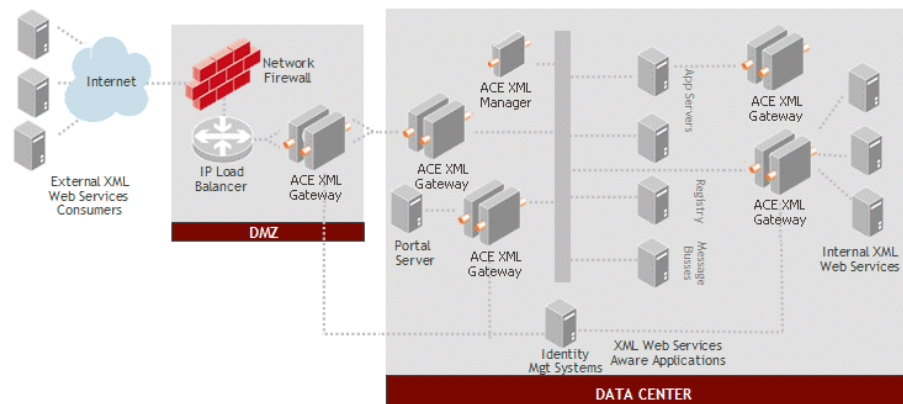 Internet
External XML
Web Services
Consumers
Network
Firewall
IP Load
Balancer
ACE XML
Gateway
DMZ
ACE XML
Manager
ACE XML
Gateway
Portal
Server
ACE XML
Gateway
App Servers
Registry
Message
Busses
ACE XML
Gateway
ACE XML
Gateway
Internal XML
Web Services
Identity
Mgt Systems
XML Web Services
Aware Applications
DATA CENTER